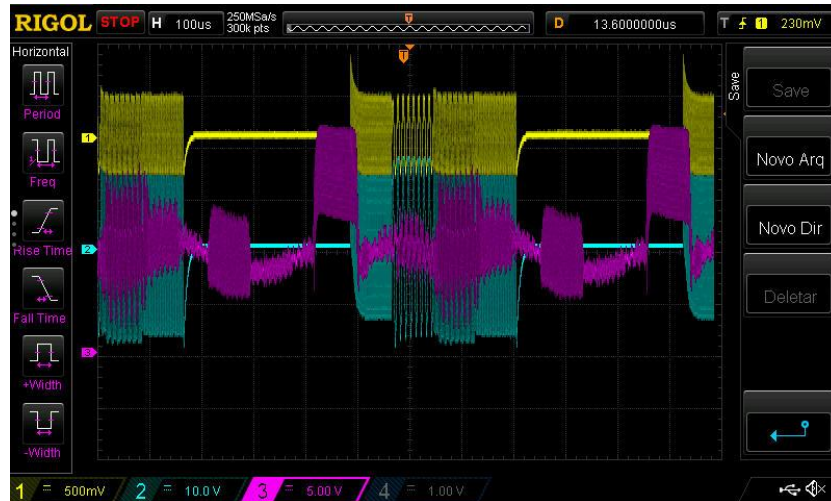 RIGOL STOP H 100us 250MSa/s 300k pts D 13.6000000us T 1 230mV
Horizontal
Period
Freq
Rise Time
Fall Time
+Width
-Width
T
1
2
3
Save
Save
Novo Arq
Novo Dir
Deletar
1 = 500mV 2 = 10.0 V 3 = 5.00 V 4 = 1.00 V